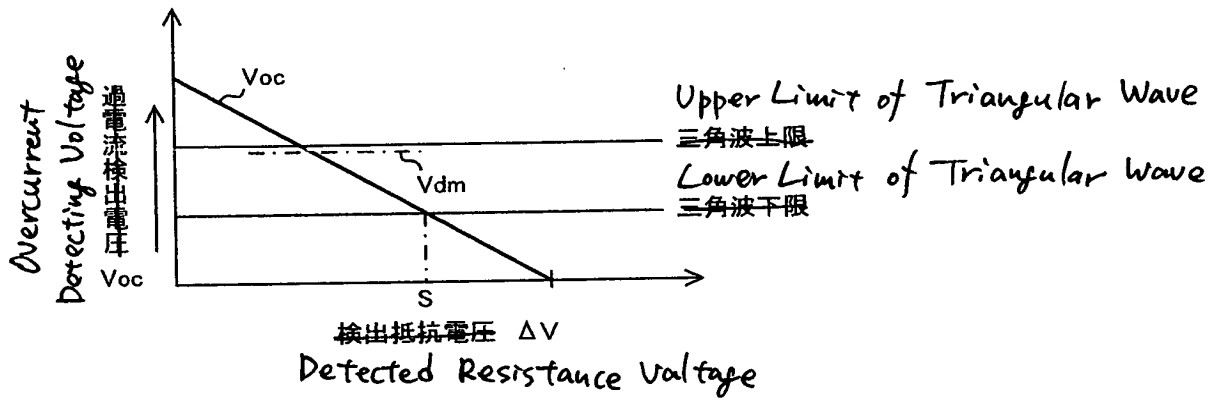 Overcurrent
Detecting Voltage
過電流検出電圧
Voc
Voc
Upper Limit of Triangular Wave
三角波上限
Vdm
Lower Limit of Triangular Wave
三角波下限
S
検出抵抗電圧 ΔV
Detected Resistance Valtage